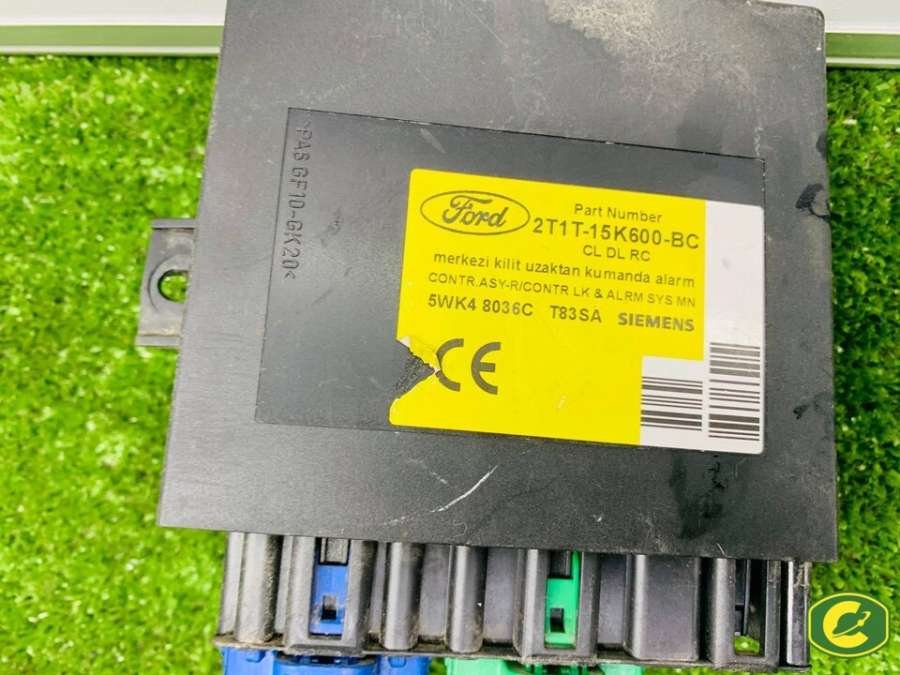 >PA6 GF10-GK20<
Ford
Part Number
2T1T-15K600-BC
CL DL RC
merkezi kilit uzaktan kumanda alarm
CONTR.ASY-R/CONTR LK & ALRM SYS MN
5WK4 8036C T83SA SIEMENS
CE
C